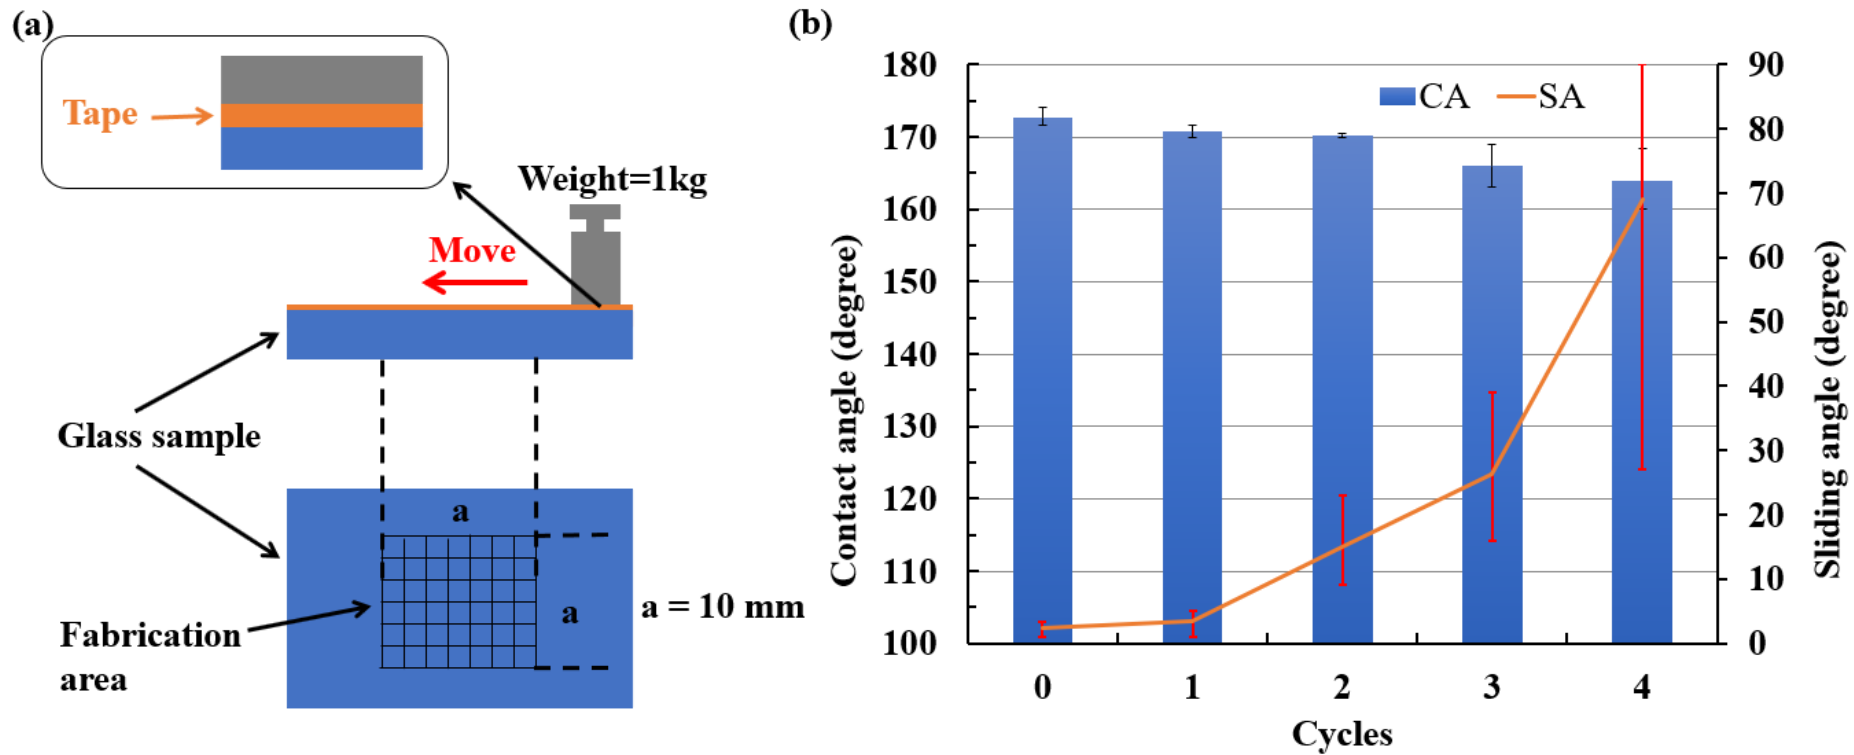 (a)
Tape
Weight=1kg
Move
Glass sample
a
a
a = 10 mm
Fabrication
area
(b)
180
170
160
150
140
130
120
110
100
Contact angle (degree)
CA
SA
90
80
70
60
50
40
30
20
10
0
Sliding angle (degree)
0
1
2
3
4
Cycles